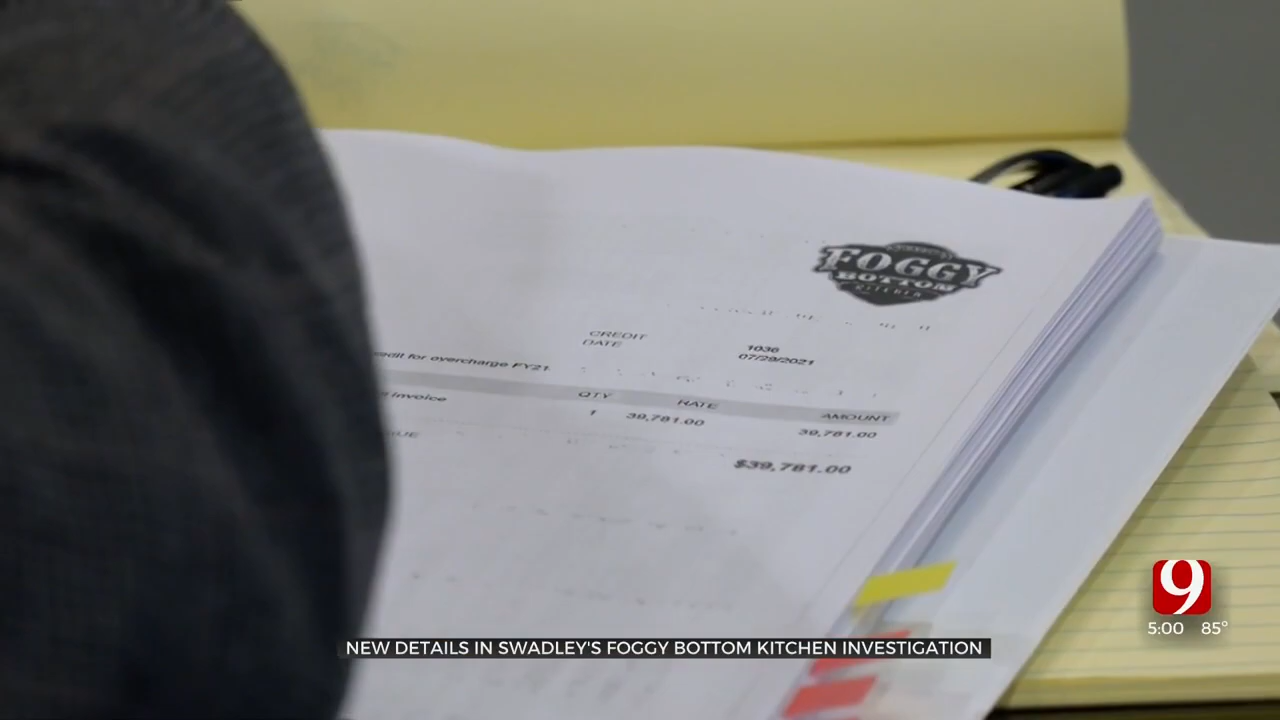 FOGGY
BOTTOM
Kitchen
CREDIT 1036
DATE 07/29/2021
for overcharge FY21
QTY RATE AMOUNT
Invoice 1 39,781.00 39,781.00
$39,781.00
9
5:00 85°
NEW DETAILS IN SWADLEY'S FOGGY BOTTOM KITCHEN INVESTIGATION